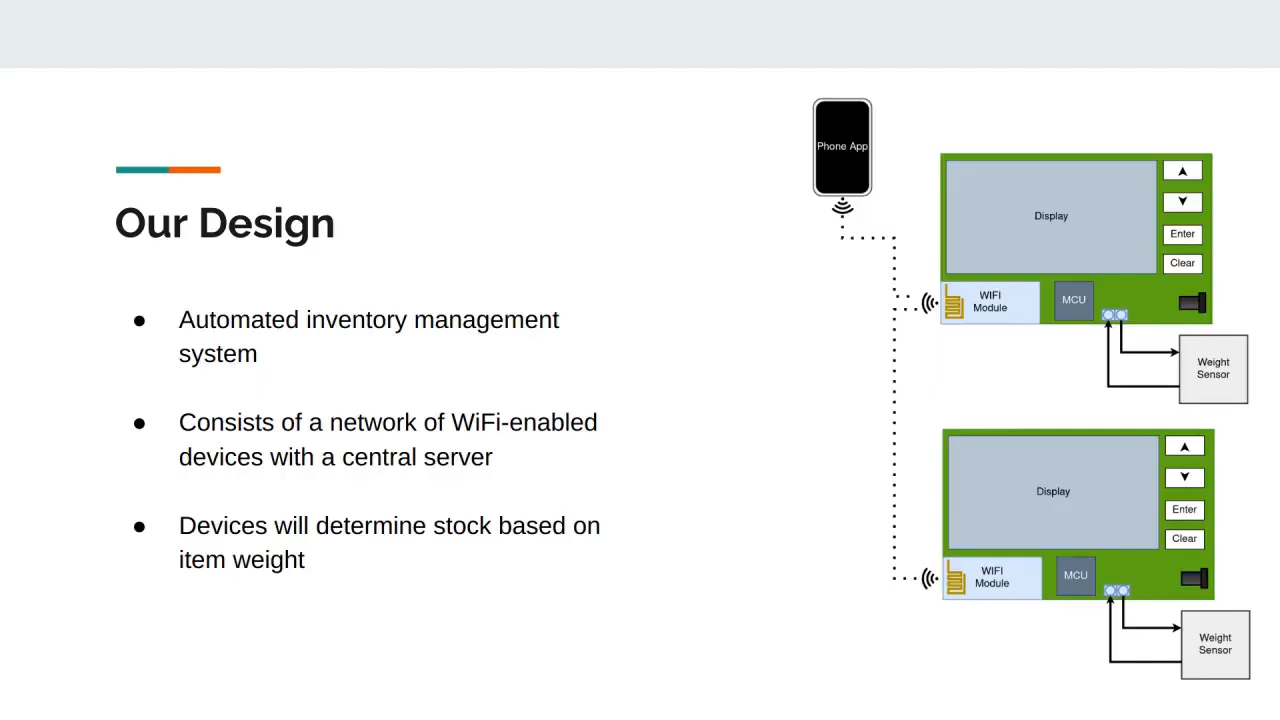 Our Design
● Automated inventory management
system
● Consists of a network of WiFi-enabled
devices with a central server
● Devices will determine stock based on
item weight
Phone App
Display
Enter
Clear
WIFI
Module
MCU
Weight
Sensor
Display
Enter
Clear
WIFI
Module
MCU
Weight
Sensor